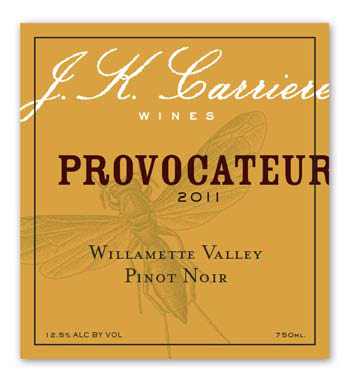 J. K. Carriere
WINES
PROVOCATEUR
2011
WILLAMETTE VALLEY
PINOT NOIR
12.5% ALC BY VOL
750ML.